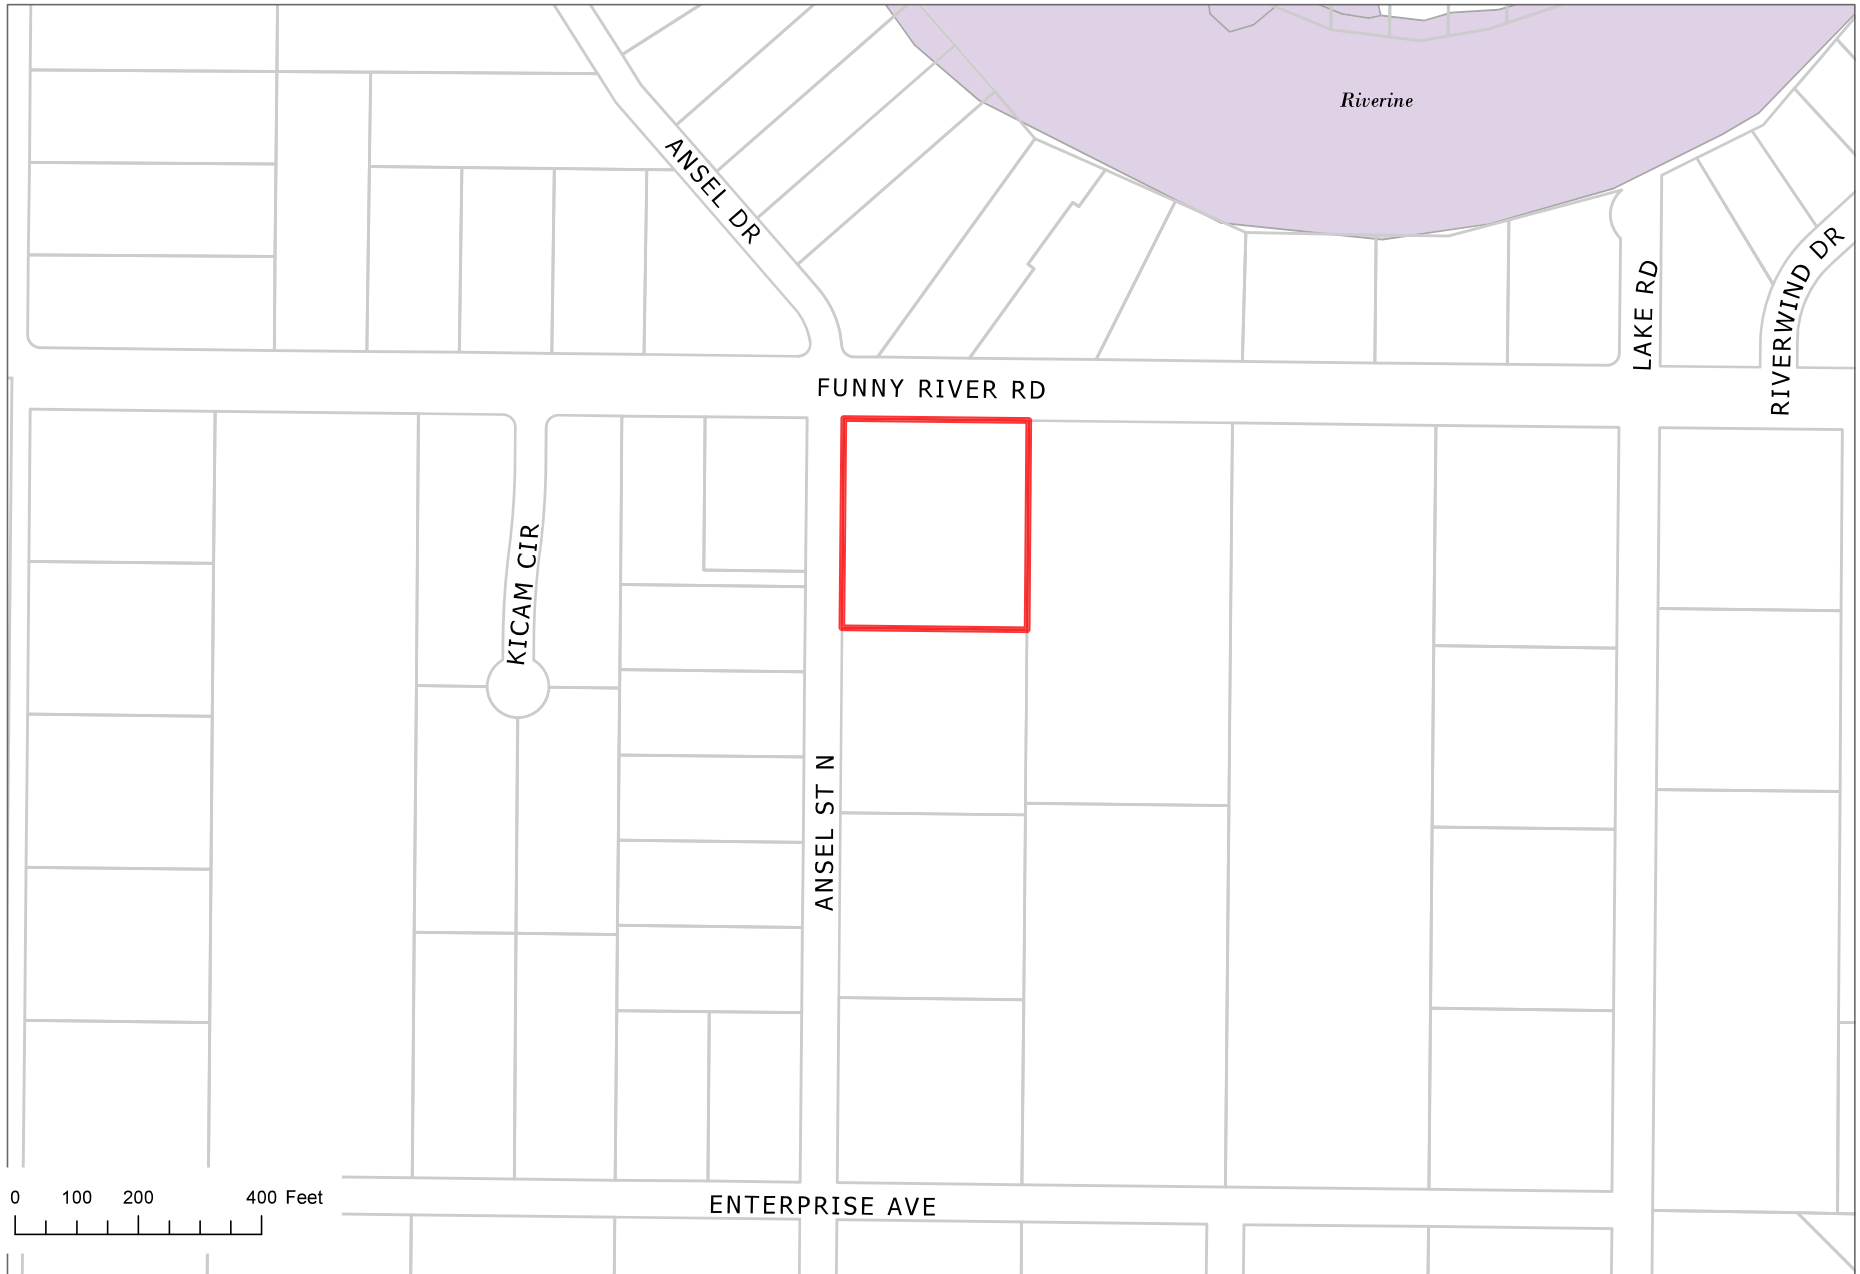 Riverine
ANSEL DR
LAKE RD
RIVERWIND DR
FUNNY RIVER RD
KICAM CIR
ANSEL ST N
0 100 200 400 Feet
ENTERPRISE AVE